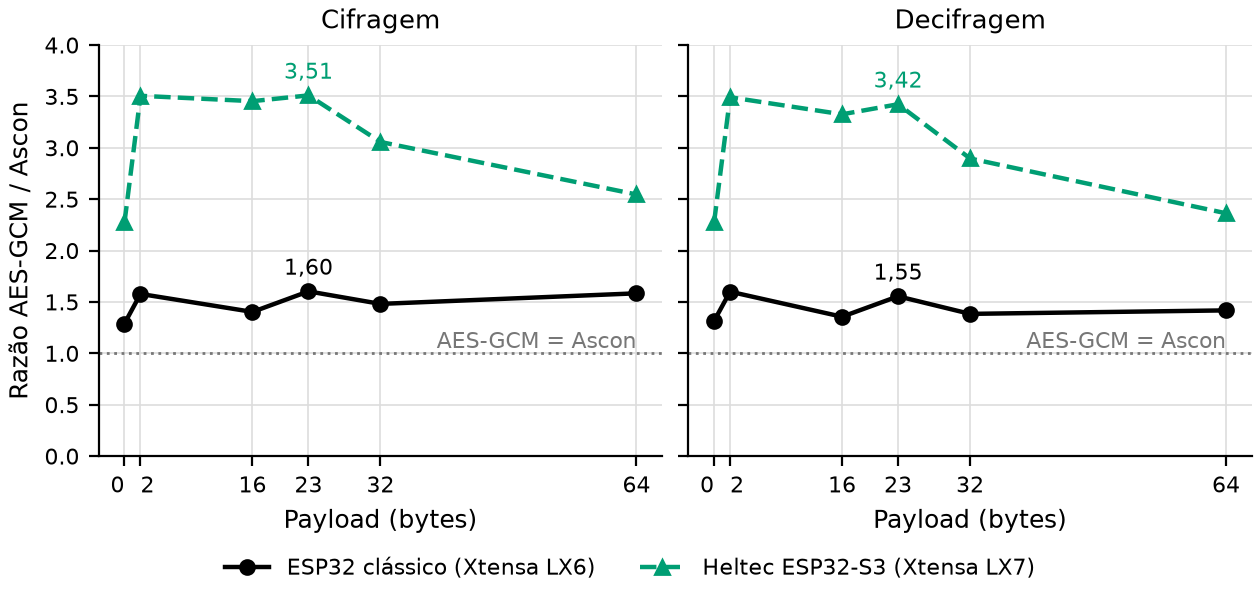 Cifragem
Decifragem
Razão AES-GCM / Ascon
4.0
3.5
3.0
2.5
2.0
1.5
1.0
0.5
0.0
3,51
1,60
AES-GCM = Ascon
3,42
1,55
AES-GCM = Ascon
0 2 16 23 32 64
0 2 16 23 32 64
Payload (bytes)
Payload (bytes)
ESP32 clássico (Xtensa LX6)
Heltec ESP32-S3 (Xtensa LX7)